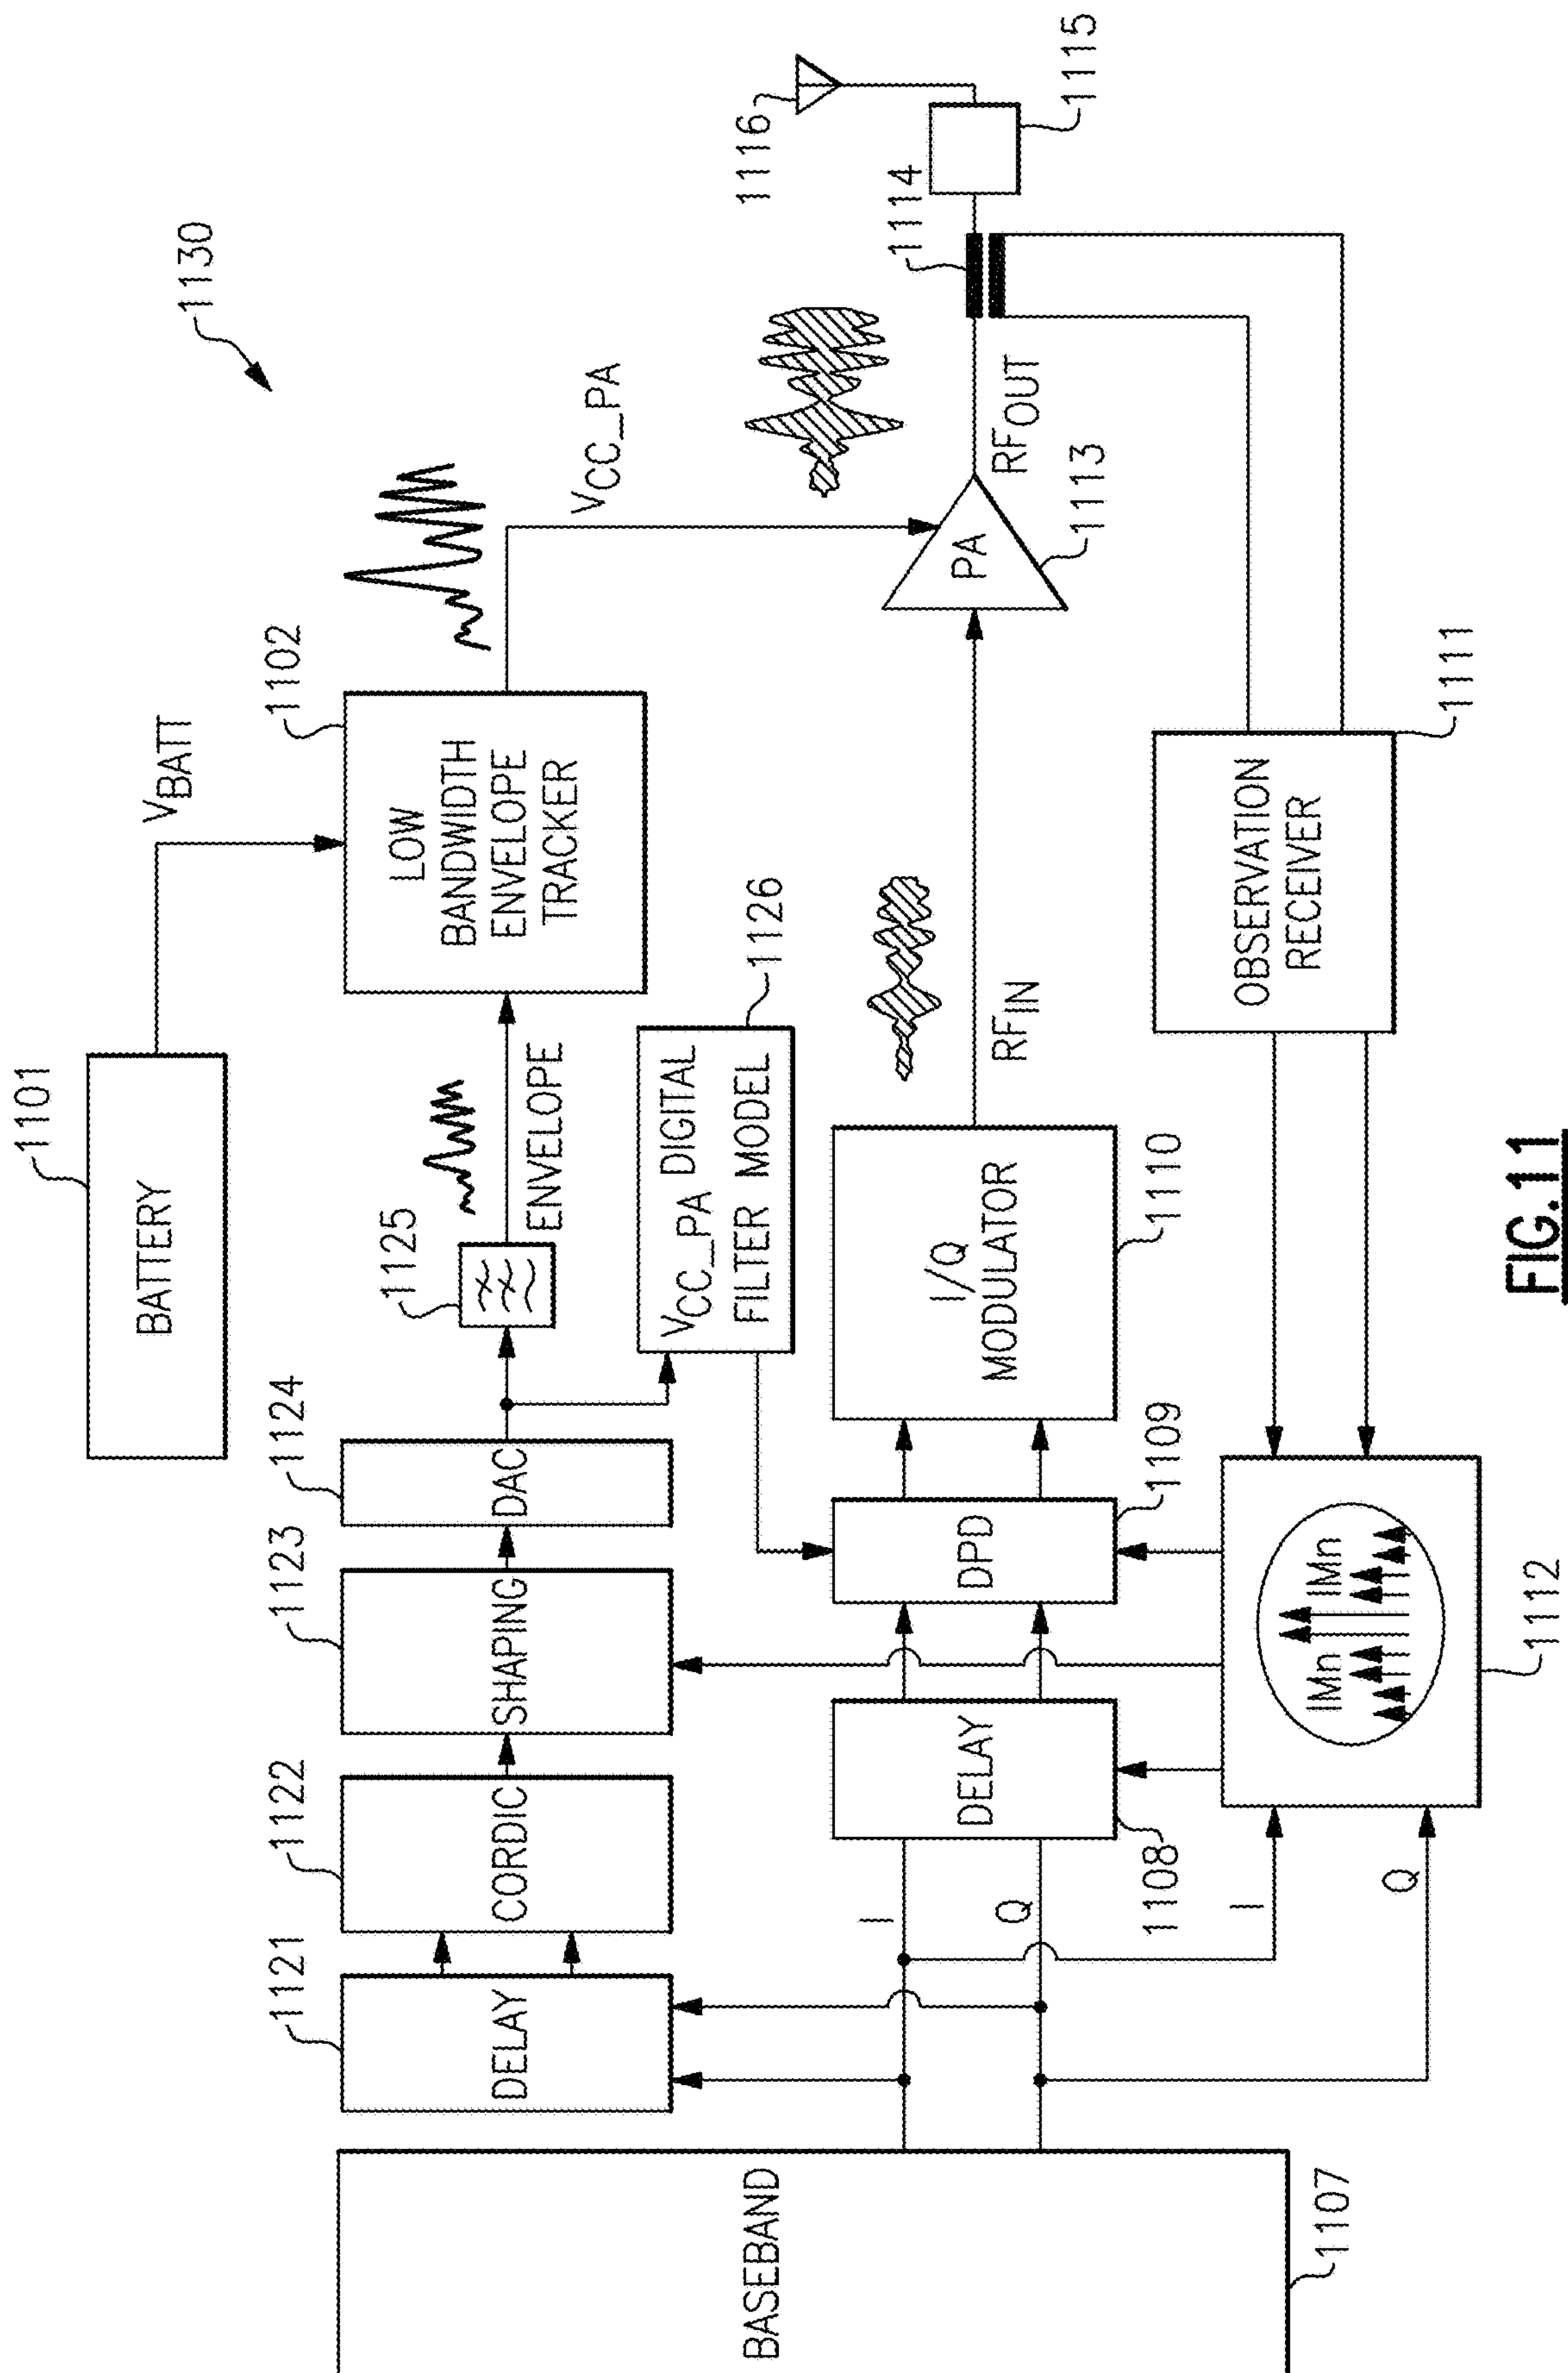 1130
1101
BATTERY
VBATT
1102
LOW
BANDWIDTH
ENVELOPE
TRACKER
VCC_PA
1121
DELAY
1122
CORDIC
1123
SHAPING
1124
DAC
1125
ENVELOPE
1126
VCC_PA DIGITAL
FILTER MODEL
BASEBAND
1107
I
Q
DELAY
1108
DPD
1109
I/Q
MODULATOR
1110
RFIN
PA
1113
RFOUT
1114
1115
1116
I
Q
IMn
IMn
1112
OBSERVATION
RECEIVER
1111
FIG.11